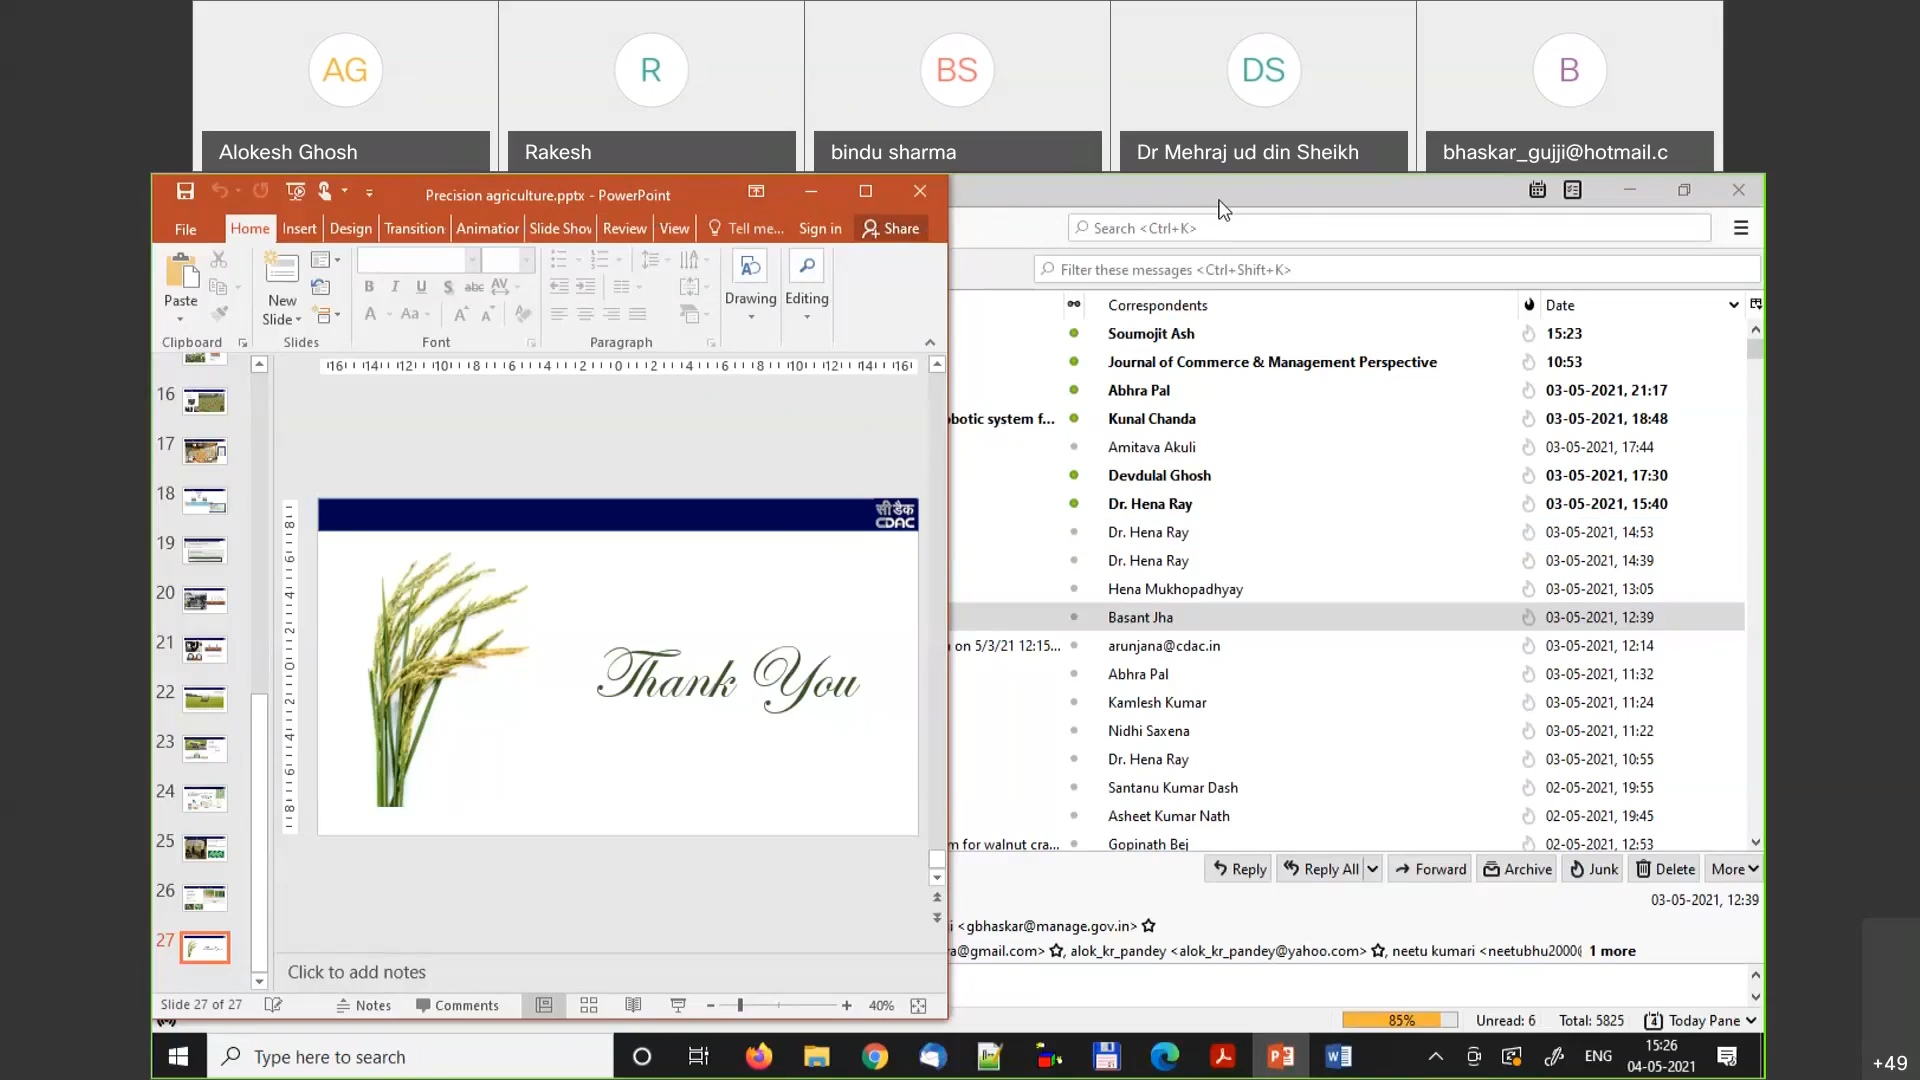 AG
R
BS
DS
B
Alokesh Ghosh
Rakesh
bindu sharma
Dr Mehraj ud din Sheikh
bhaskar_gujji@hotmail.c
Precision agriculture.pptx - PowerPoint
File
Home
Insert
Design
Transition
Animation
Slide Show
Review
View
Tell me...
Sign in
Share
Paste
New
Slide
Drawing
Editing
Clipboard
Slides
Font
Paragraph
16
17
18
19
20
21
22
23
24
25
26
27
सी डैक
CDAC
Thank You
Click to add notes
Slide 27 of 27
Notes
Comments
40%
Search <Ctrl+K>
Filter these messages <Ctrl+Shift+K>
Correspondents Date
Soumojit Ash 15:23
Journal of Commerce & Management Perspective 10:53
Abhra Pal 03-05-2021, 21:17
botic system f... Kunal Chanda 03-05-2021, 18:48
Amitava Akuli 03-05-2021, 17:44
Devdulal Ghosh 03-05-2021, 17:30
Dr. Hena Ray 03-05-2021, 15:40
Dr. Hena Ray 03-05-2021, 14:53
Dr. Hena Ray 03-05-2021, 14:39
Hena Mukhopadhyay 03-05-2021, 13:05
Basant Jha 03-05-2021, 12:39
on 5/3/21 12:15... arunjana@cdac.in 03-05-2021, 12:14
Abhra Pal 03-05-2021, 11:32
Kamlesh Kumar 03-05-2021, 11:24
Nidhi Saxena 03-05-2021, 11:22
Dr. Hena Ray 03-05-2021, 10:55
Santanu Kumar Dash 02-05-2021, 19:55
Asheet Kumar Nath 02-05-2021, 19:45
m for walnut cra... Gopinath Bej 02-05-2021, 12:53
Reply Reply All Forward Archive Junk Delete More
03-05-2021, 12:39
i <gbhaskar@manage.gov.in>
a@gmail.com> , alok_kr_pandey <alok_kr_pandey@yahoo.com> , neetu kumari <neetubhu2000( 1 more
85% Unread: 6 Total: 5825 Today Pane
Type here to search
ENG
15:26
04-05-2021
+49